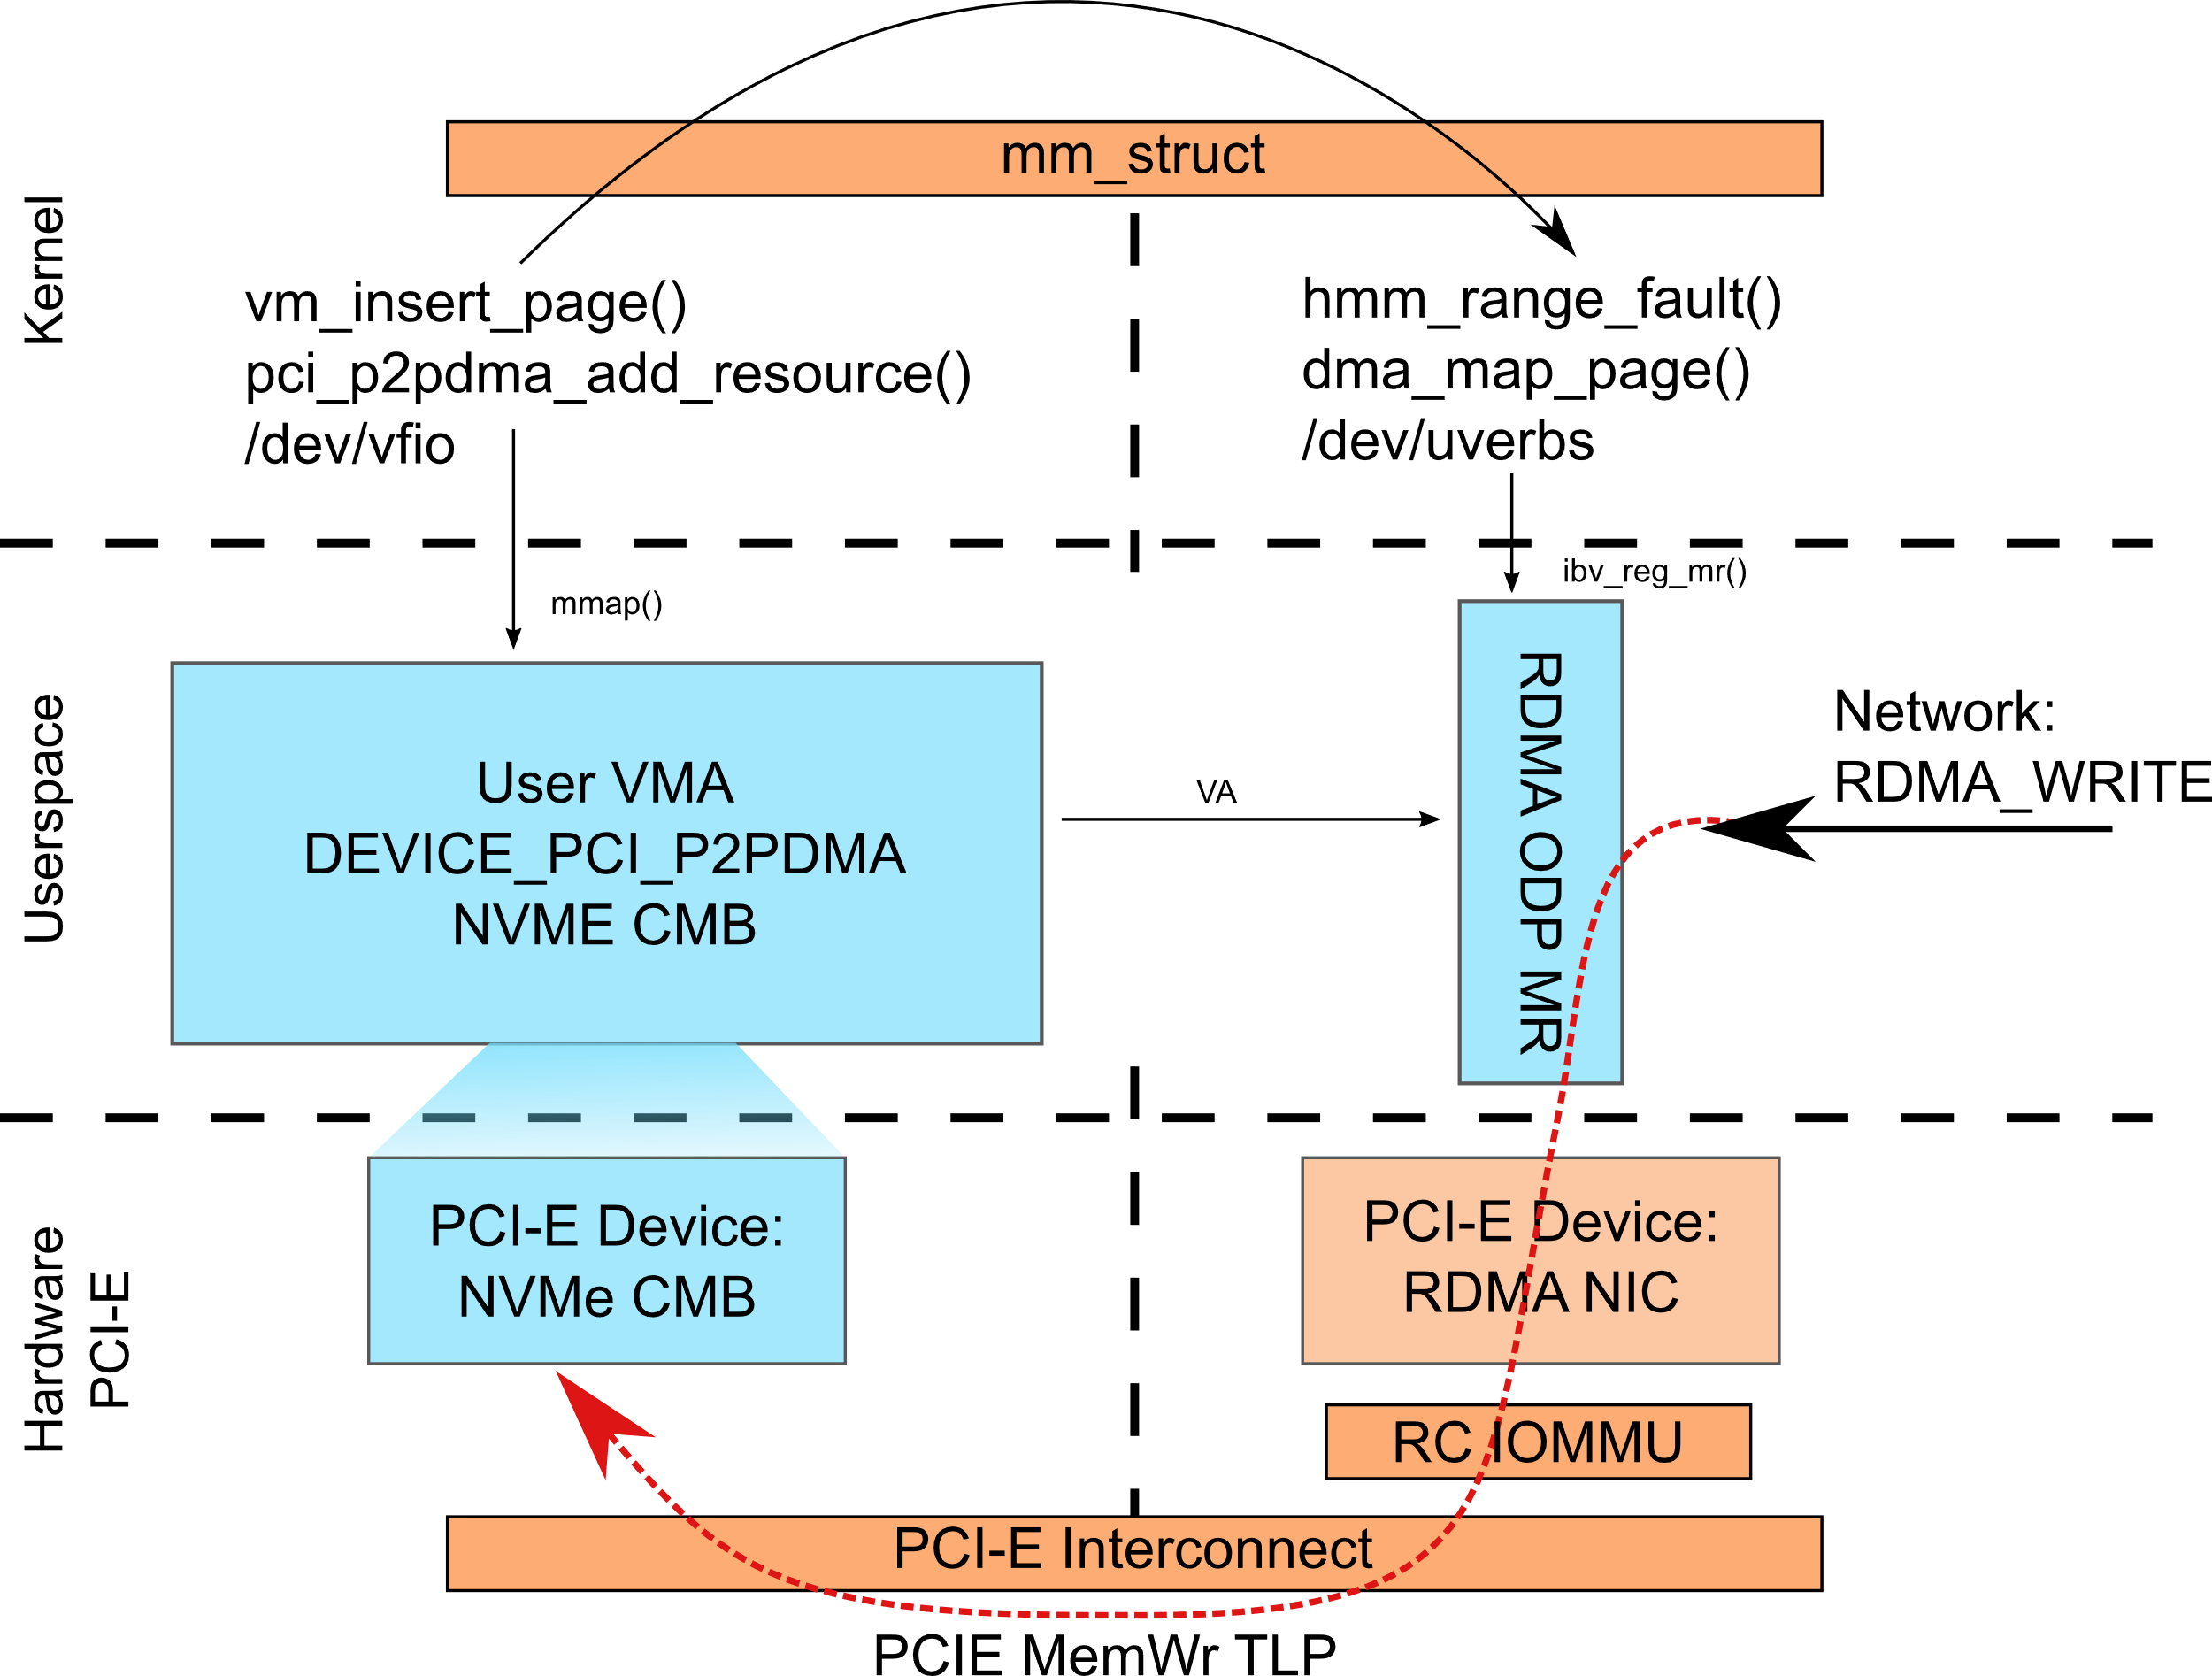 mm_struct
Kernel
vm_insert_page()
pci_p2pdma_add_resource()
/dev//vfio
hmm_range_fault()
dma_map_page()
/dev/uverbs
mmap()
ibv_reg_mr()
Userspace
User VMA
DEVICE_PCI_P2PDMA
NVME CMB
VA
RDMA ODP MR
Network:
RDMA_WRITE
Hardware
PCI-E
PCI-E Device:
NVMe CMB
PCI-E Device:
RDMA NIC
RC IOMMU
PCI-E Interconnect
PCIE MemWr TLP